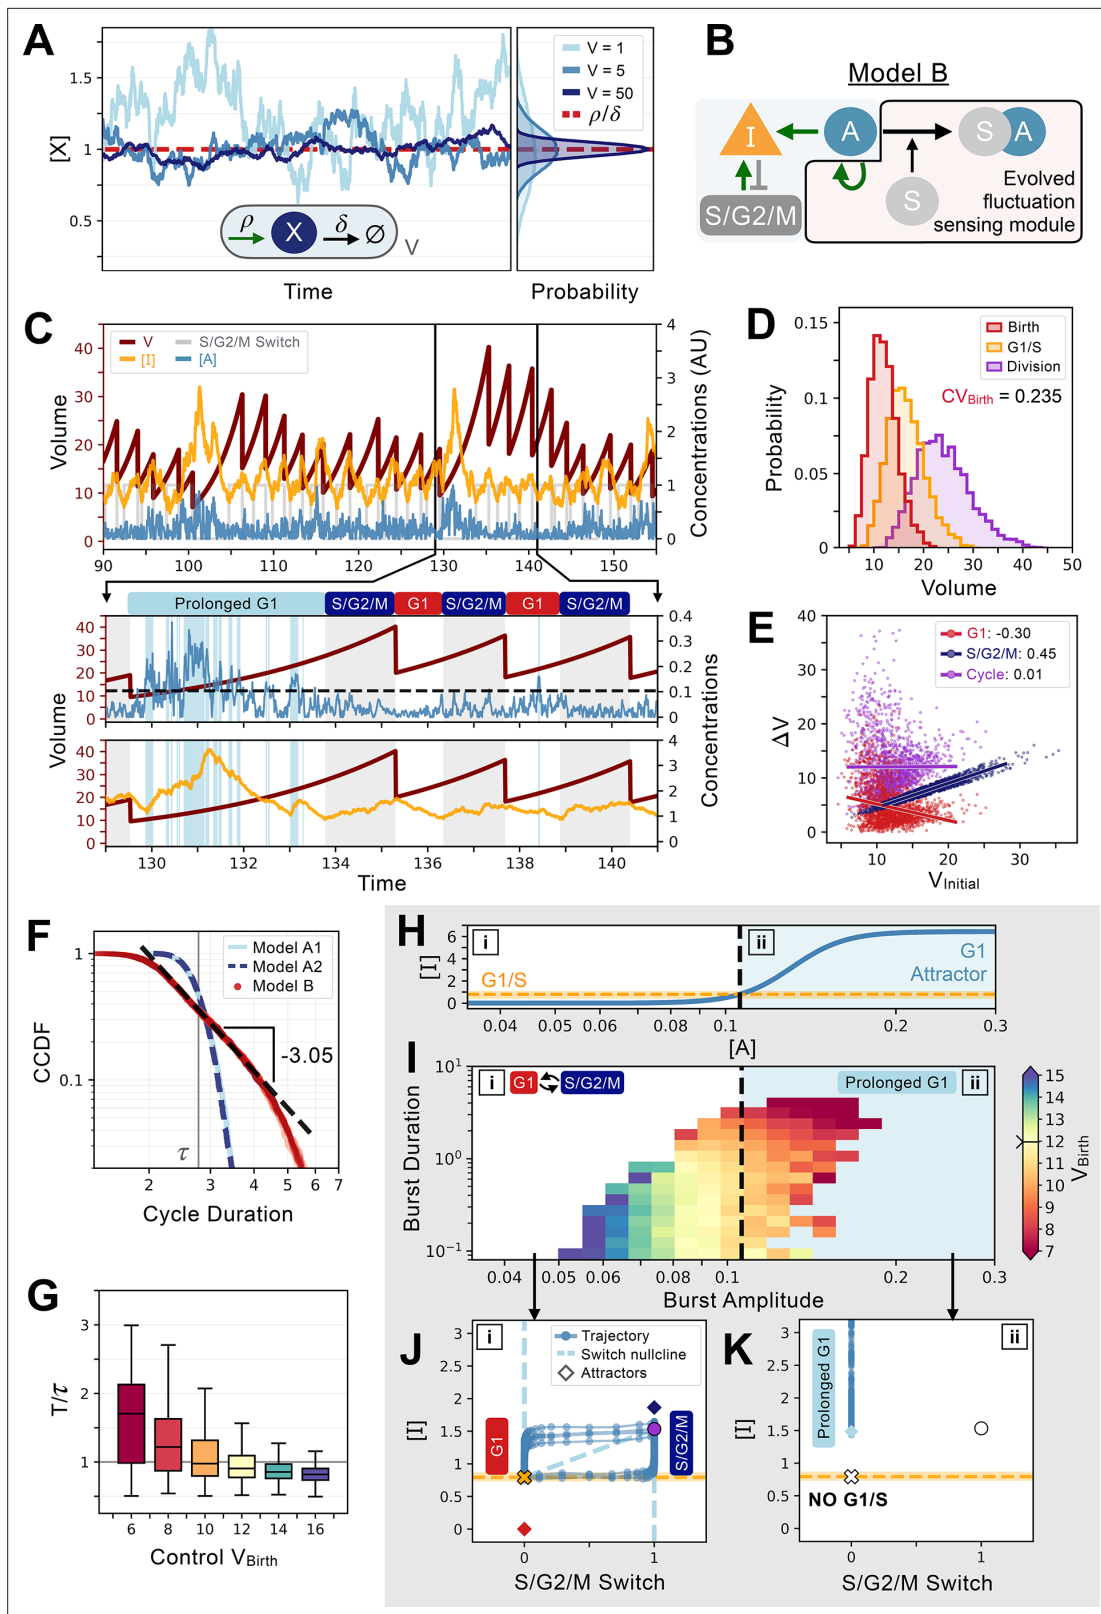 A
[X]
1.5
1
0.5
V = 1
V = 5
V = 50
ρ/δ
ρ
X
δ
∅
V
Time
Probability
B
Model B
I
A
S
A
S/G2/M
S
Evolved
fluctuation
sensing module
C
V
[I]
S/G2/M Switch
[A]
Volume
40
30
20
10
0
4
3
2
1
0
Concentrations (AU)
90
100
110
120
130
140
150
Prolonged G1
S/G2/M
G1
S/G2/M
G1
S/G2/M
Volume
40
30
20
10
0
0.4
0.3
0.2
0.1
0
Concentrations
40
30
20
10
0
4
3
2
1
0
130
132
134
136
138
140
Time
D
Probability
0.15
0.1
0.05
0
Birth
G1/S
Division
CVBirth = 0.235
10
20
30
40
50
Volume
E
ΔV
40
30
20
10
0
G1: -0.30
S/G2/M: 0.45
Cycle: 0.01
10
20
30
VInitial
F
CCDF
1
0.1
Model A1
Model A2
Model B
-3.05
τ
2
3
4
5
6
7
Cycle Duration
G
T/τ
3
2
1
6
8
10
12
14
16
Control VBirth
H
i
ii
[I]
6
4
2
0
G1/S
G1
Attractor
0.04
0.05
0.06
0.08
0.1
0.2
0.3
[A]
I
i
G1
S/G2/M
Prolonged G1
ii
Burst Duration
10¹
10⁰
10⁻¹
0.04
0.06
0.08
0.1
0.2
0.3
Burst Amplitude
15
14
13
12
11
10
9
8
7
VBirth
J
i
Trajectory
Switch nullcline
Attractors
[I]
3
2.5
2
1.5
1
0.5
0
G1
S/G2/M
0
1
S/G2/M Switch
K
ii
[I]
3
2.5
2
1.5
1
0.5
0
Prolonged G1
NO G1/S
0
1
S/G2/M Switch